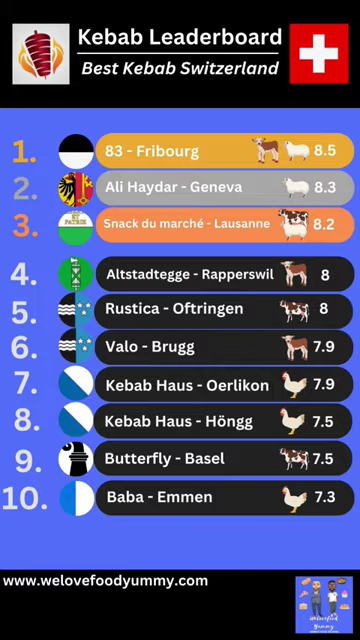 Kebab Leaderboard
Best Kebab Switzerland
1. 83 - Fribourg 8.5
2. Ali Haydar - Geneva 8.3
3. Snack du marché - Lausanne 8.2
4. Altstadtegge - Rapperswil 8
5. Rustica - Oftringen 8
6. Valo - Brugg 7.9
7. Kebab Haus - Oerlikon 7.9
8. Kebab Haus - Höngg 7.5
9. Butterfly - Basel 7.5
10. Baba - Emmen 7.3
www.welovefoodyummy.com